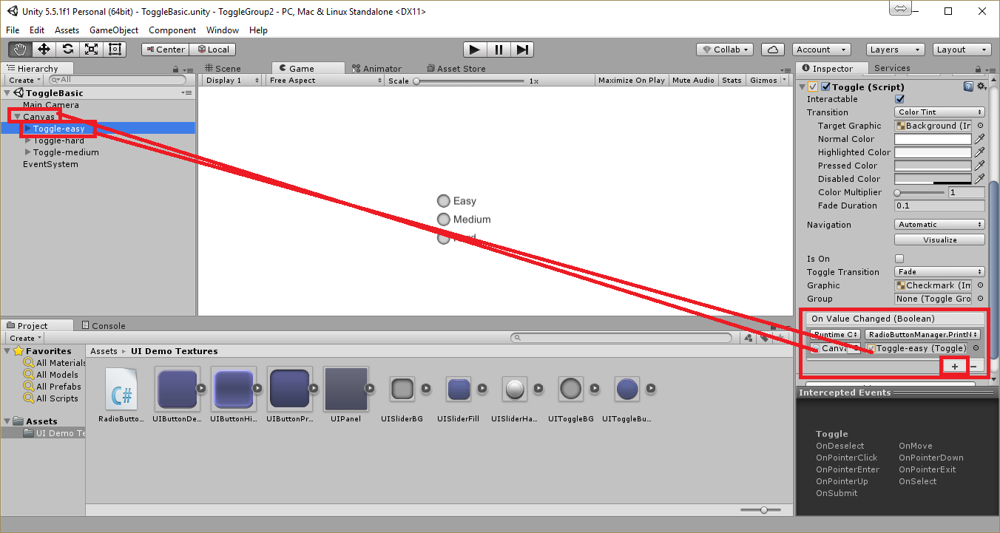 Unity 5.5.1f1 Personal (64bit) - ToggleBasic.unity - ToggleGroup2 - PC, Mac & Linux Standalone <DX11>
File Edit Assets GameObject Component Window Help
Center Local Collab Account Layers Layout
Hierarchy
Create All
ToggleBasic
Main Camera
Canvas
Toggle-easy
Toggle-hard
Toggle-medium
EventSystem
Scene Game Animator Asset Store
Display 1 Free Aspect Scale 1x Maximize On Play Mute Audio Stats Gizmos
Easy
Medium
Inspector Services
Toggle (Script)
Interactable
Transition Color Tint
Target Graphic Background (Ir
Normal Color
Highlighted Color
Pressed Color
Disabled Color
Color Multiplier 1
Fade Duration 0.1
Navigation Automatic
Visualize
Is On
Toggle Transition Fade
Graphic Checkmark (Im
Group None (Toggle Gro
On Value Changed (Boolean)
Runtime C RadioButtonManager.PrintN
Canva Toggle-easy (Toggle)
+ −
Project Console
Create
Favorites
All Materials
All Models
All Prefabs
All Scripts
Assets
UI Demo Te
Assets ▸ UI Demo Textures
C#
RadioButto... UIButtonDe... UIButtonHi... UIButtonPr... UIPanel UISliderBG UISliderFill UISliderHa... UIToggleBG UIToggleBu...
Intercepted Events
Toggle
OnDeselect OnMove
OnPointerClick OnPointerDown
OnPointerEnter OnPointerExit
OnPointerUp OnSelect
OnSubmit